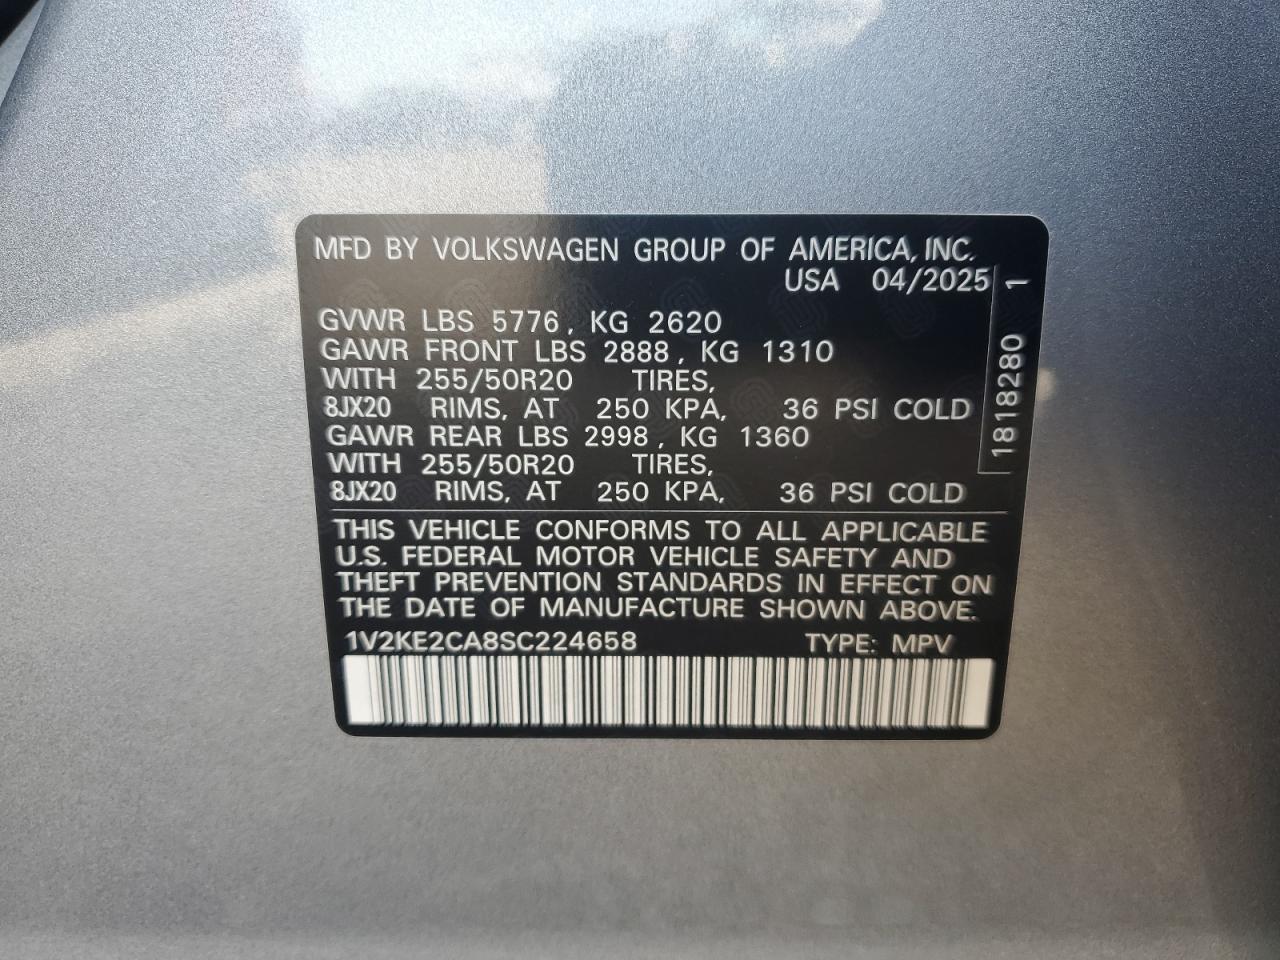 MFD BY VOLKSWAGEN GROUP OF AMERICA, INC.
USA 04/2025
GVWR LBS 5776, KG 2620
GAWR FRONT LBS 2888, KG 1310
WITH 255/50R20 TIRES,
8JX20 RIMS, AT 250 KPA, 36 PSI COLD
GAWR REAR LBS 2998, KG 1360
WITH 255/50R20 TIRES,
8JX20 RIMS, AT 250 KPA, 36 PSI COLD
1818280 1
THIS VEHICLE CONFORMS TO ALL APPLICABLE
U.S. FEDERAL MOTOR VEHICLE SAFETY AND
THEFT PREVENTION STANDARDS IN EFFECT ON
THE DATE OF MANUFACTURE SHOWN ABOVE.
1V2KE2CA8SC224658 TYPE: MPV